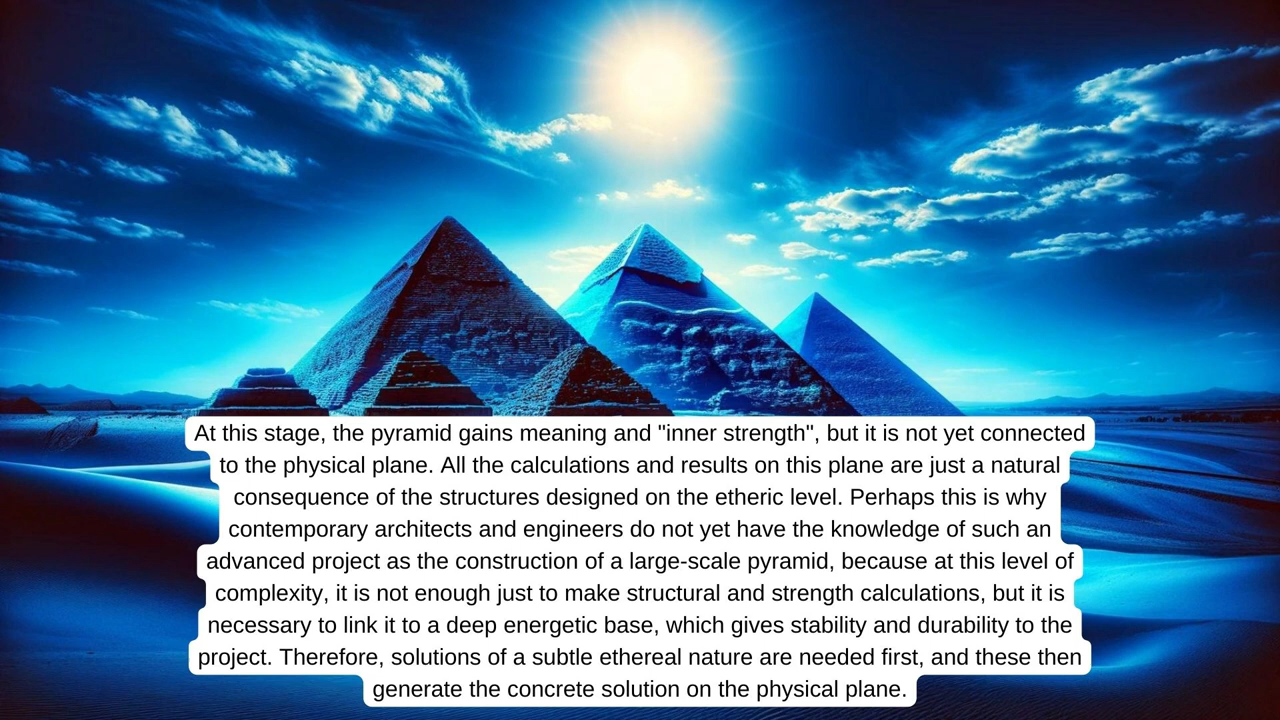 At this stage, the pyramid gains meaning and "inner strength", but it is not yet connected
to the physical plane. All the calculations and results on this plane are just a natural
consequence of the structures designed on the etheric level. Perhaps this is why
contemporary architects and engineers do not yet have the knowledge of such an
advanced project as the construction of a large-scale pyramid, because at this level of
complexity, it is not enough just to make structural and strength calculations, but it is
necessary to link it to a deep energetic base, which gives stability and durability to the
project. Therefore, solutions of a subtle ethereal nature are needed first, and these then
generate the concrete solution on the physical plane.